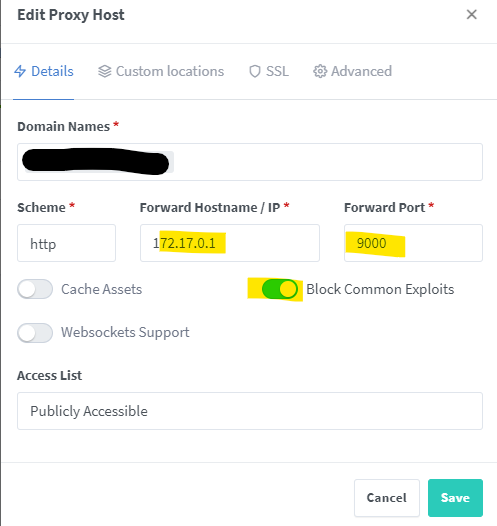 Edit Proxy Host
Details Custom locations SSL Advanced
Domain Names *
Scheme * Forward Hostname / IP * Forward Port *
http 172.17.0.1 9000
Cache Assets Block Common Exploits
Websockets Support
Access List
Publicly Accessible
Cancel Save